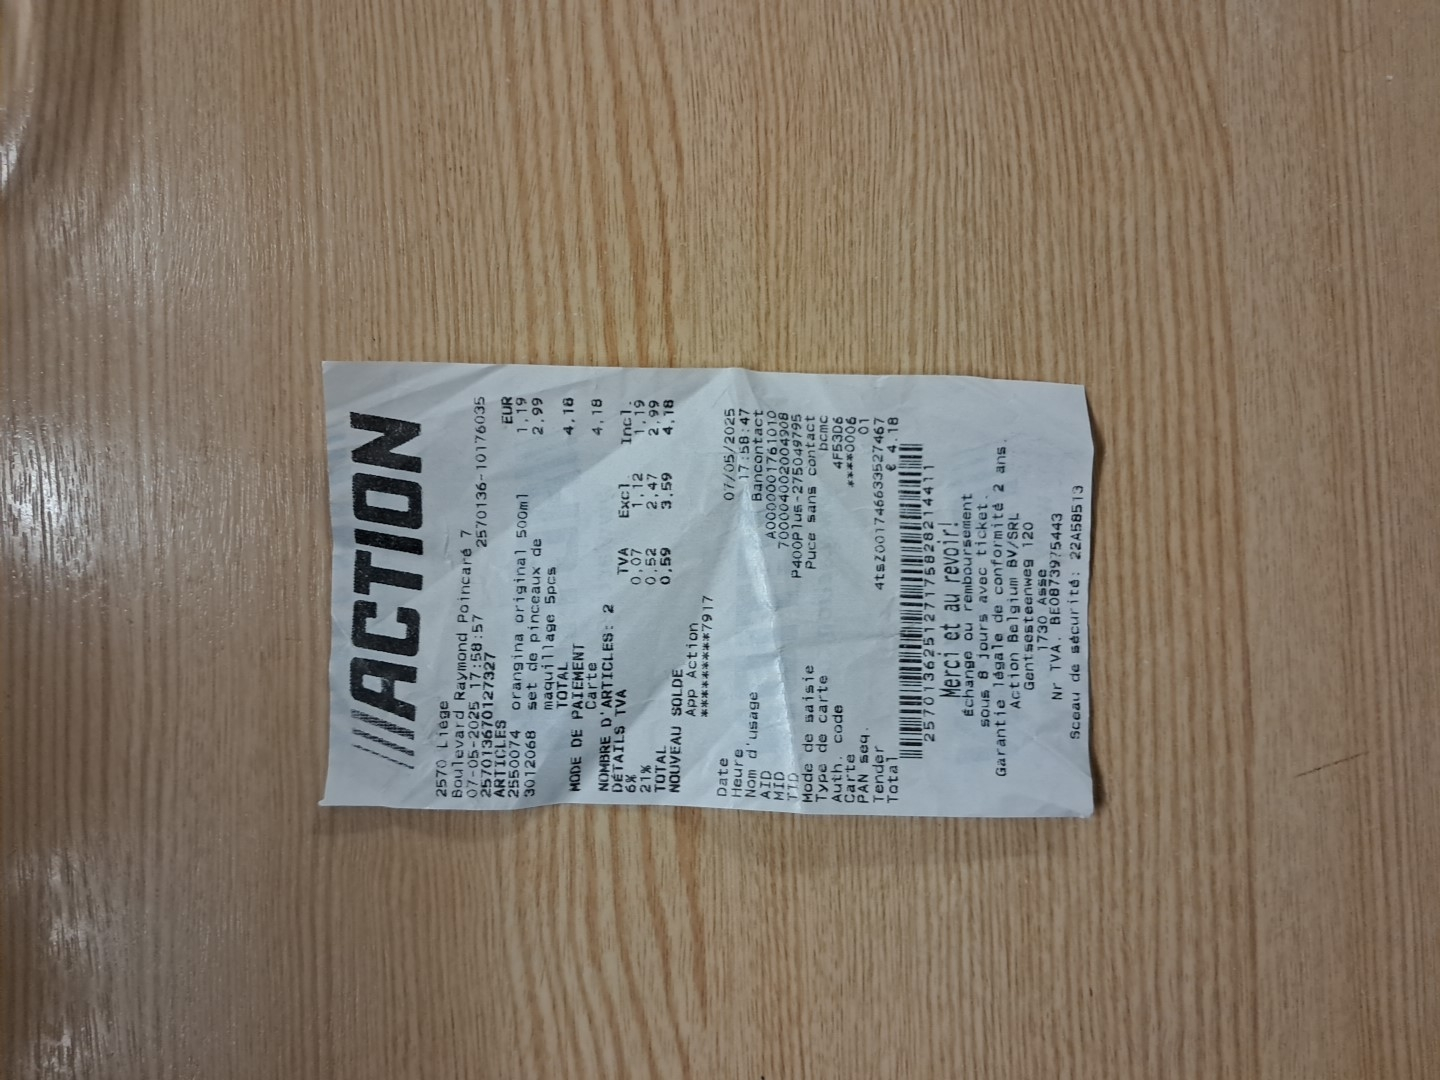 ///ACTION
2570 Liège
Boulevard Raymond Poincaré 7
07-05-2025 17:58:57 2570136-10176035
257013670127327
ARTICLES EUR
2550074 orangina original 500ml 1,19
3012068 set de pinceaux de 2,99
maquillage 5pcs
TOTAL 4,18
MODE DE PAIEMENT
Carte 4,18
NOMBRE D'ARTICLES: 2
DÉTAILS TVA TVA Excl. Incl.
6% 0,07 1,12 1,19
21% 0,52 2,47 2,99
TOTAL 0,59 3,59 4,18
NOUVEAU SOLDE
App Action
*********7917
Date 07/05/2025
Heure 17:58:47
Nom d'usage Bancontact
AID A0000001761010
MID 700004002004908
TID P400Plus-275049795
Mode de saisie Puce sans contact
Type de carte bcmc
Auth. code 4F53D6
Carte ****0006
PAN seq. 01
Tender 4tsZ001746633527467
Total € 4.18
257013625127175828214411
Merci et au revoir!
Échange ou remboursement
sous 8 jours avec ticket.
Garantie légale de conformité 2 ans.
Action Belgium BV/SRL
Gentsesteenweg 120
1730 Asse
Nr TVA. BE0873975443
Sceau de sécurité: 22A58513